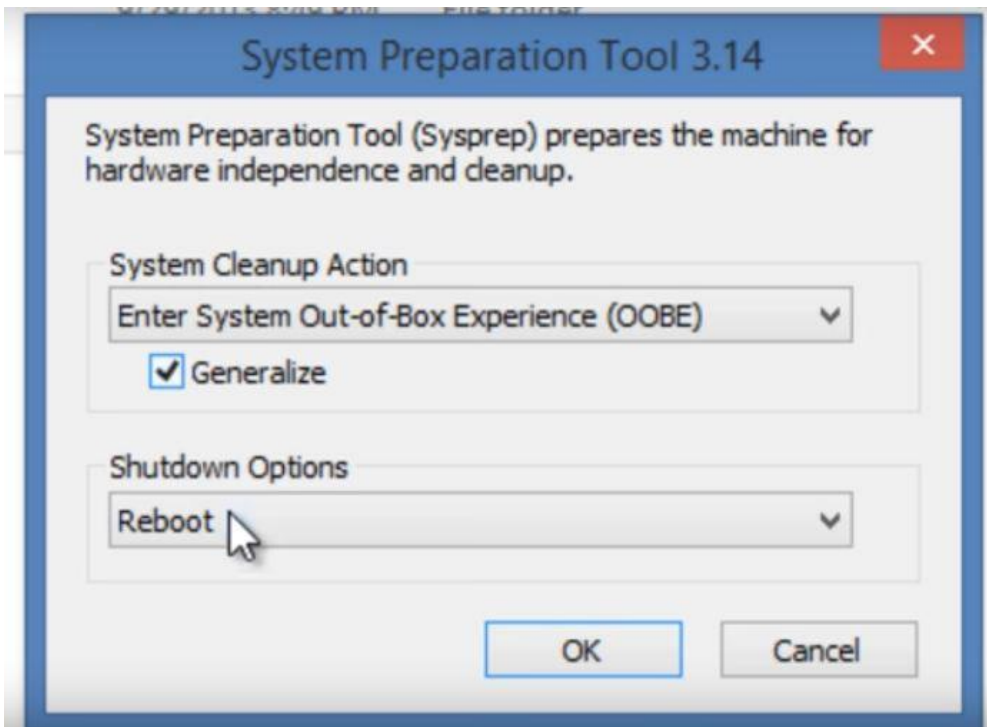 System Preparation Tool 3.14
System Preparation Tool (Sysprep) prepares the machine for
hardware independence and cleanup.
System Cleanup Action
Enter System Out-of-Box Experience (OOBE)
Generalize
Shutdown Options
Reboot
OK
Cancel